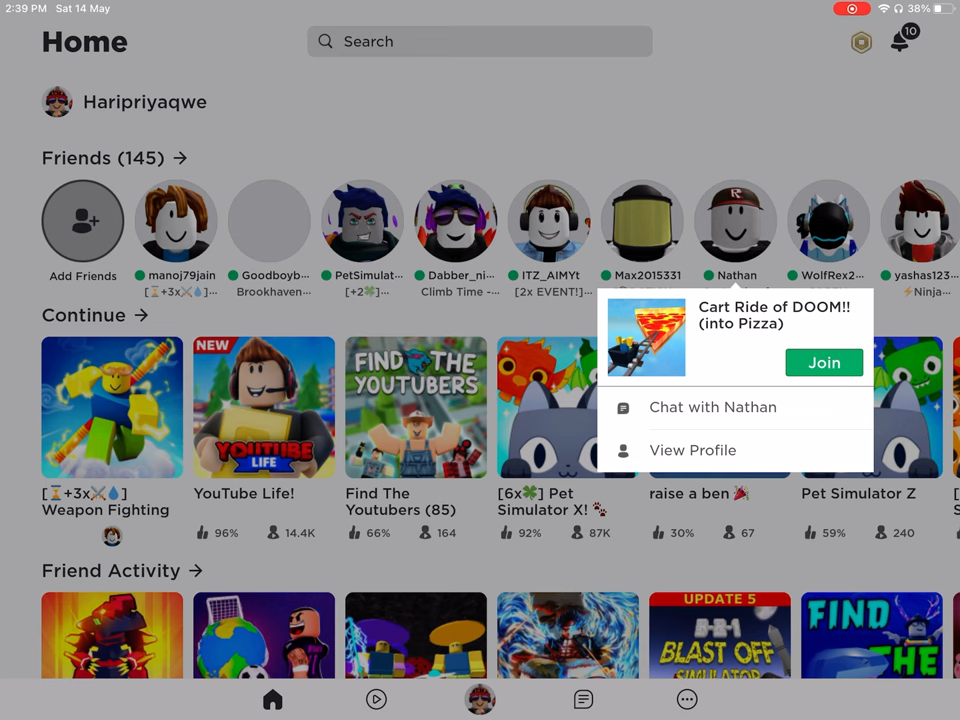 2:39 PM Sat 14 May
38%
Home
Search
10
Haripriyaqwe
Friends (145) →
Add Friends
manoj79jain
[⏳+3x⚔️💧]...
Goodboyb...
Brookhaven...
PetSimulat...
[+2🍀]...
Dabber_ni...
Climb Time -...
ITZ_AIMYt
[2x EVENT!]...
Max2015331
Nathan
WolfRex2...
yashas123...
⚡Ninja...
Cart Ride of DOOM!!
(into Pizza)
Join
Chat with Nathan
View Profile
Continue →
NEW
YOUTUBE
LIFE
FIND THE
YOUTUBERS
[⏳+3x⚔️💧]
Weapon Fighting
YouTube Life!
96% 14.4K
Find The
Youtubers (85)
66% 164
[6x🍀] Pet
Simulator X! 🐾
92% 87K
raise a ben 🎉
30% 67
Pet Simulator Z
59% 240
Friend Activity →
UPDATE 5
3-2-1
BLAST OFF
SIMULATOR
FIND
THE